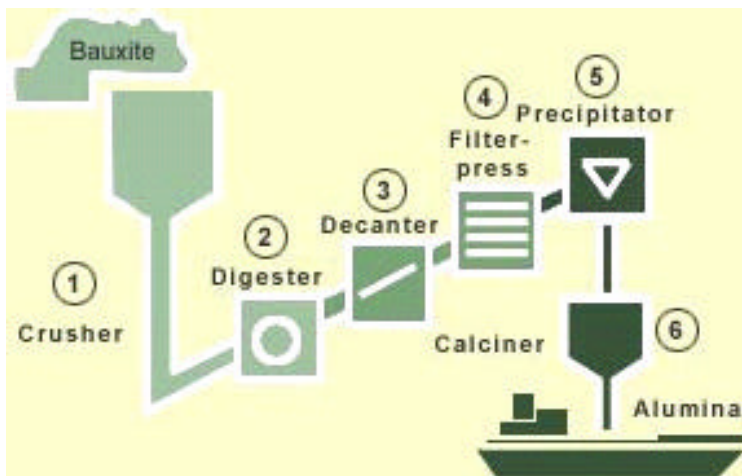 Bauxite
1
Crusher
2
Digester
3
Decanter
4
Filter-
press
5
Precipitator
6
Calciner
Alumina